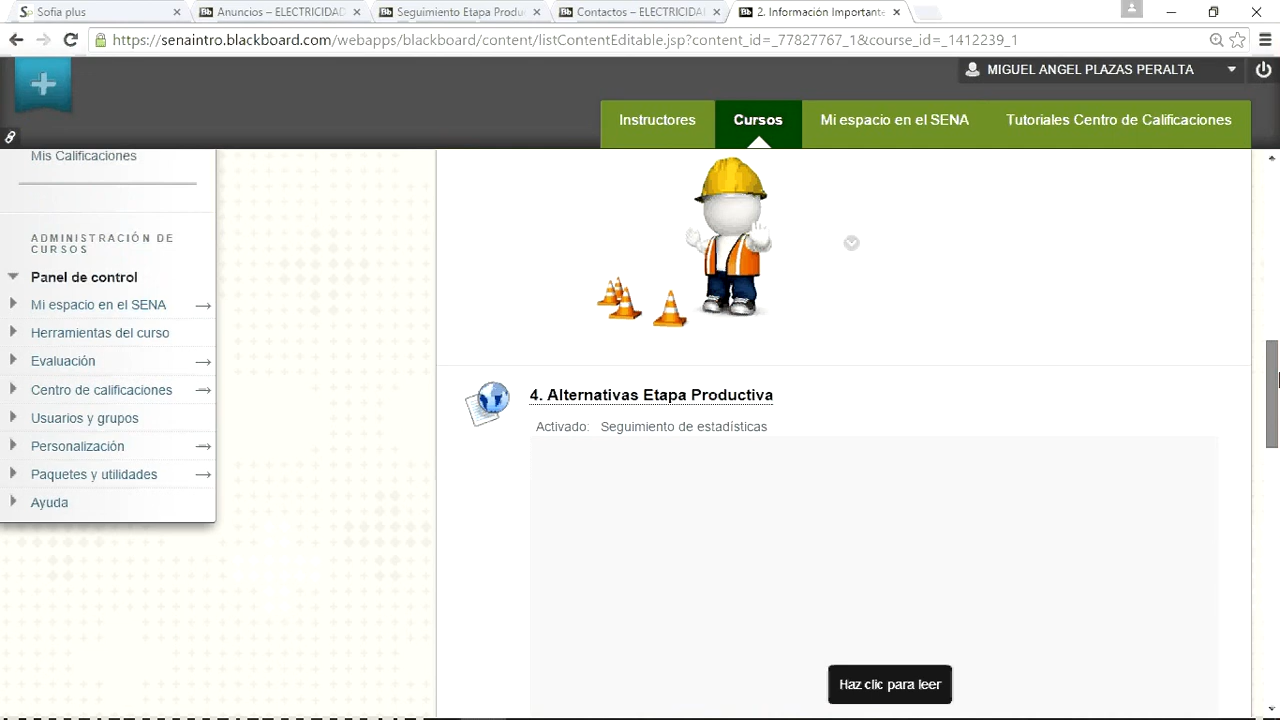 Sofia plus
Anuncios – ELECTRICIDAD
Seguimiento Etapa Produ
Contactos – ELECTRICIDA
2. Información Importante
https://senaintro.blackboard.com/webapps/blackboard/content/listContentEditable.jsp?content_id=_77827767_1&course_id=_1412239_1
MIGUEL ANGEL PLAZAS PERALTA
Instructores
Cursos
Mi espacio en el SENA
Tutoriales Centro de Calificaciones
Mis Calificaciones
ADMINISTRACIÓN DE
CURSOS
Panel de control
Mi espacio en el SENA
Herramientas del curso
Evaluación
Centro de calificaciones
Usuarios y grupos
Personalización
Paquetes y utilidades
Ayuda
4. Alternativas Etapa Productiva
Activado: Seguimiento de estadísticas
Haz clic para leer